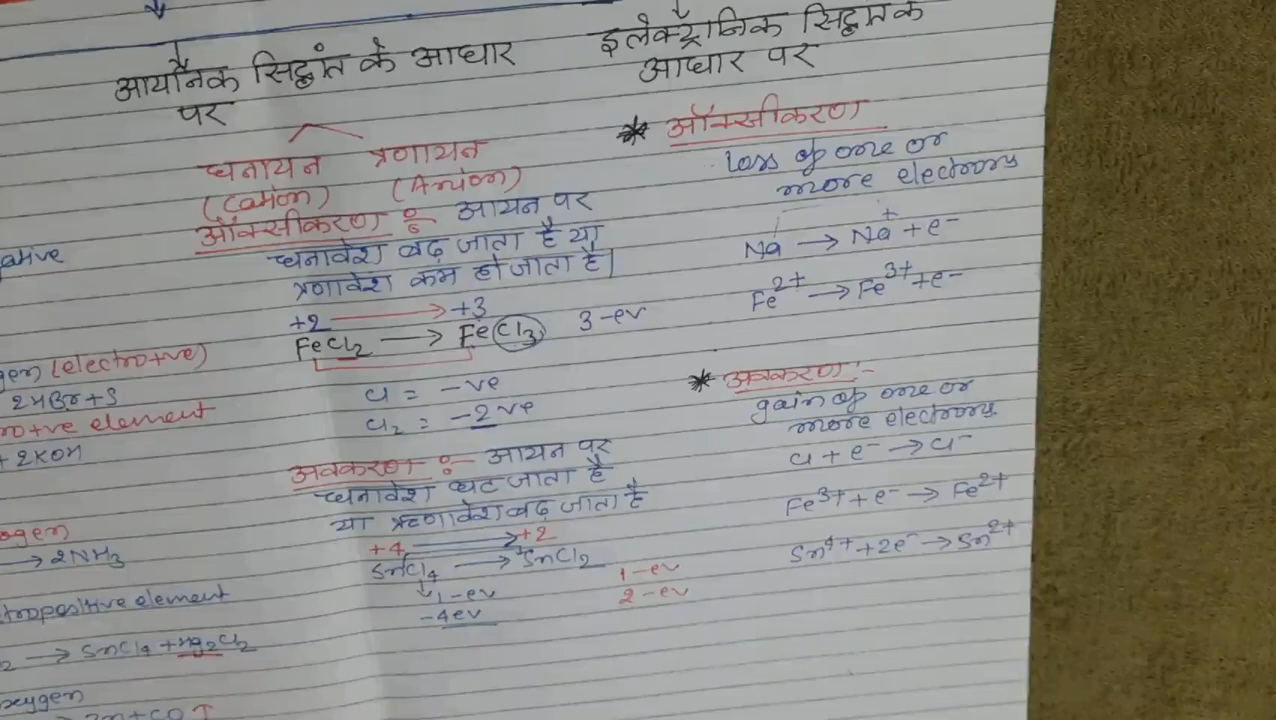 आयनिक सिद्धांत के आधार
पर
धनायन ऋणायन
(Cation) (Anion)
ऑक्सीकरण : आयन पर
धनावेश बढ़ जाता है या
ऋणावेश कम हो जाता है।
+2 → +3
FeCl₂ → FeCl₃ 3 -ev
Cl = -ve
Cl₂ = -2 ve
अवकरण : आयन पर
धनावेश घट जाता है
या ऋणावेश बढ़ जाता है
+4 → +2
SnCl₄ → SnCl₂
↓ 1 -ev
-4ev
1 -ev
2 -ev
इलेक्ट्रॉनिक सिद्धांत के
आधार पर
* ऑक्सीकरण
loss of one or
more electrons
Na → Na⁺ + e⁻
Fe²⁺ → Fe³⁺ + e⁻
* अवकरण :-
gain of one or
more electrons
Cl + e⁻ → Cl⁻
Fe³⁺ + e⁻ → Fe²⁺
Sn⁴⁺ + 2e⁻ → Sn²⁺
ative
gen (electro+ve)
2HBr + S
ro+ve element
+ 2KOH
ogen
→ 2NH₃
tropositive element
₂ → SnCl₄ + Hg₂Cl₂
oxygen